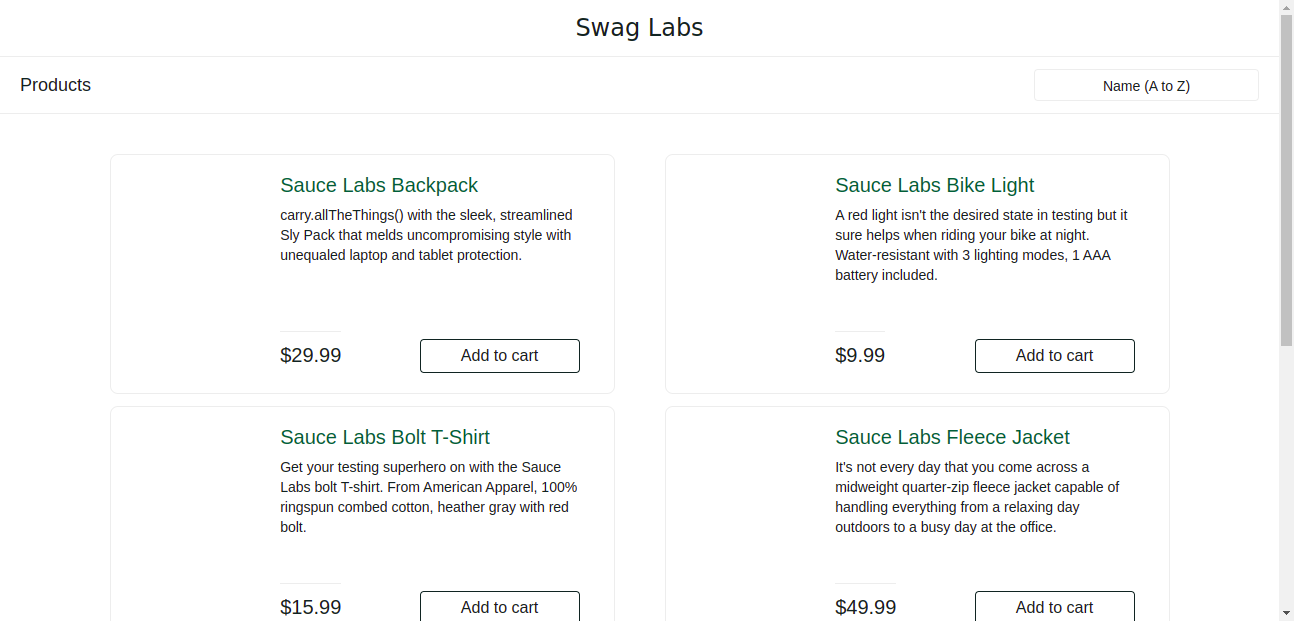 Swag Labs
Products
Name (A to Z)
Sauce Labs Backpack
carry.allTheThings() with the sleek, streamlined
Sly Pack that melds uncompromising style with
unequaled laptop and tablet protection.
$29.99
Add to cart
Sauce Labs Bike Light
A red light isn't the desired state in testing but it
sure helps when riding your bike at night.
Water-resistant with 3 lighting modes, 1 AAA
battery included.
$9.99
Add to cart
Sauce Labs Bolt T-Shirt
Get your testing superhero on with the Sauce
Labs bolt T-shirt. From American Apparel, 100%
ringspun combed cotton, heather gray with red
bolt.
$15.99
Add to cart
Sauce Labs Fleece Jacket
It's not every day that you come across a
midweight quarter-zip fleece jacket capable of
handling everything from a relaxing day
outdoors to a busy day at the office.
$49.99
Add to cart